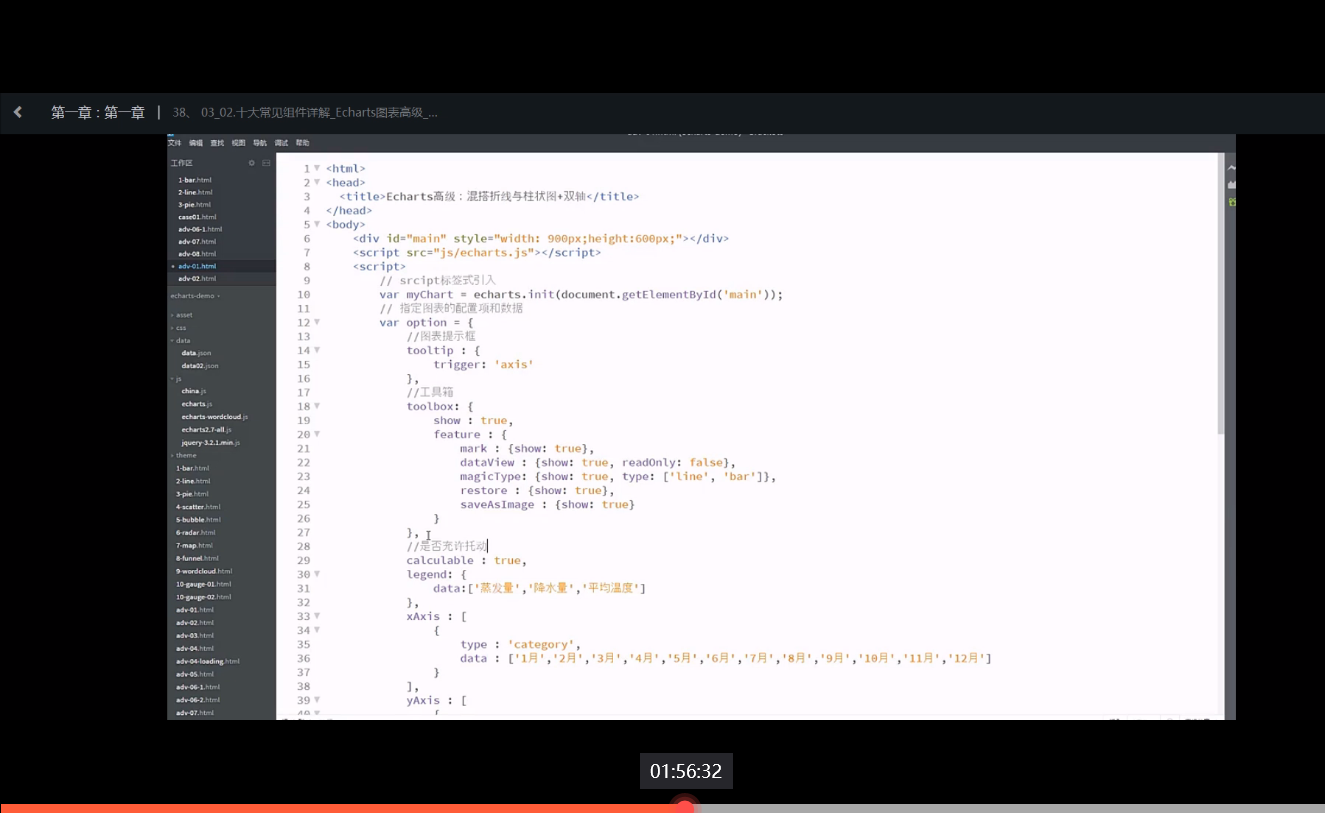 第一章 : 第一章 | 38、 03_02.十大常见组件详解_Echarts图表高级_...
文件 编辑 查找 视图 导航 调试 帮助
工作区
1-bar.html
2-line.html
3-pie.html
case01.html
adv-06-1.html
adv-07.html
adv-08.html
adv-01.html
adv-02.html
echarts-demo
asset
css
data
data.json
data02.json
js
china.js
echarts.js
echarts-wordcloud.js
echarts2.7-all.js
jquery-3.2.1.min.js
theme
1-bar.html
2-line.html
3-pie.html
4-scatter.html
5-bubble.html
6-radar.html
7-map.html
8-funnel.html
9-wordcloud.html
10-gauge-01.html
10-gauge-02.html
adv-01.html
adv-02.html
adv-03.html
adv-04.html
adv-04-loading.html
adv-05.html
adv-06-1.html
adv-06-2.html
adv-07.html
1 <html>
2 <head>
3 <title>Echarts高级：混搭折线与柱状图+双轴</title>
4 </head>
5 <body>
6 <div id="main" style="width: 900px;height:600px;"></div>
7 <script src="js/echarts.js"></script>
8 <script>
9 // srcipt标签式引入
10 var myChart = echarts.init(document.getElementById('main'));
11 // 指定图表的配置项和数据
12 var option = {
13 //图表提示框
14 tooltip : {
15 trigger: 'axis'
16 },
17 //工具箱
18 toolbox: {
19 show : true,
20 feature : {
21 mark : {show: true},
22 dataView : {show: true, readOnly: false},
23 magicType: {show: true, type: ['line', 'bar']},
24 restore : {show: true},
25 saveAsImage : {show: true}
26 }
27 },
28 //是否充许托动
29 calculable : true,
30 legend: {
31 data:['蒸发量','降水量','平均温度']
32 },
33 xAxis : [
34 {
35 type : 'category',
36 data : ['1月','2月','3月','4月','5月','6月','7月','8月','9月','10月','11月','12月']
37 }
38 ],
39 yAxis : [
40 {
01:56:32